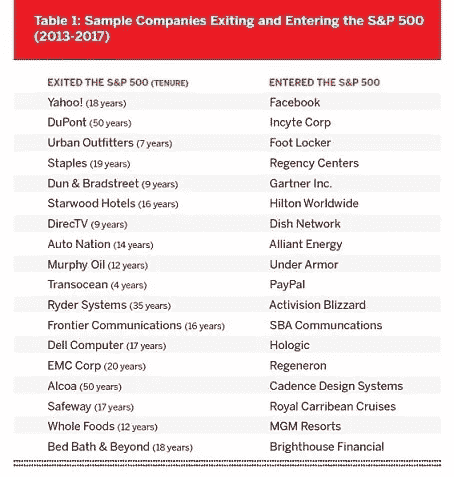 Table 1: Sample Companies Exiting and Entering the S&P 500
(2013-2017)
EXITED THE S&P 500 (TENURE) ENTERED THE S&P 500
Yahoo! (18 years) Facebook
DuPont (50 years) Incyte Corp
Urban Outfitters (7 years) Foot Locker
Staples (19 years) Regency Centers
Dun & Bradstreet (9 years) Gartner Inc.
Starwood Hotels (16 years) Hilton Worldwide
DirecTV (9 years) Dish Network
Auto Nation (14 years) Alliant Energy
Murphy Oil (12 years) Under Armor
Transocean (4 years) PayPal
Ryder Systems (35 years) Activision Blizzard
Frontier Communications (16 years) SBA Communcations
Dell Computer (17 years) Hologic
EMC Corp (20 years) Regeneron
Alcoa (50 years) Cadence Design Systems
Safeway (17 years) Royal Carribean Cruises
Whole Foods (12 years) MGM Resorts
Bed Bath & Beyond (18 years) Brighthouse Financial